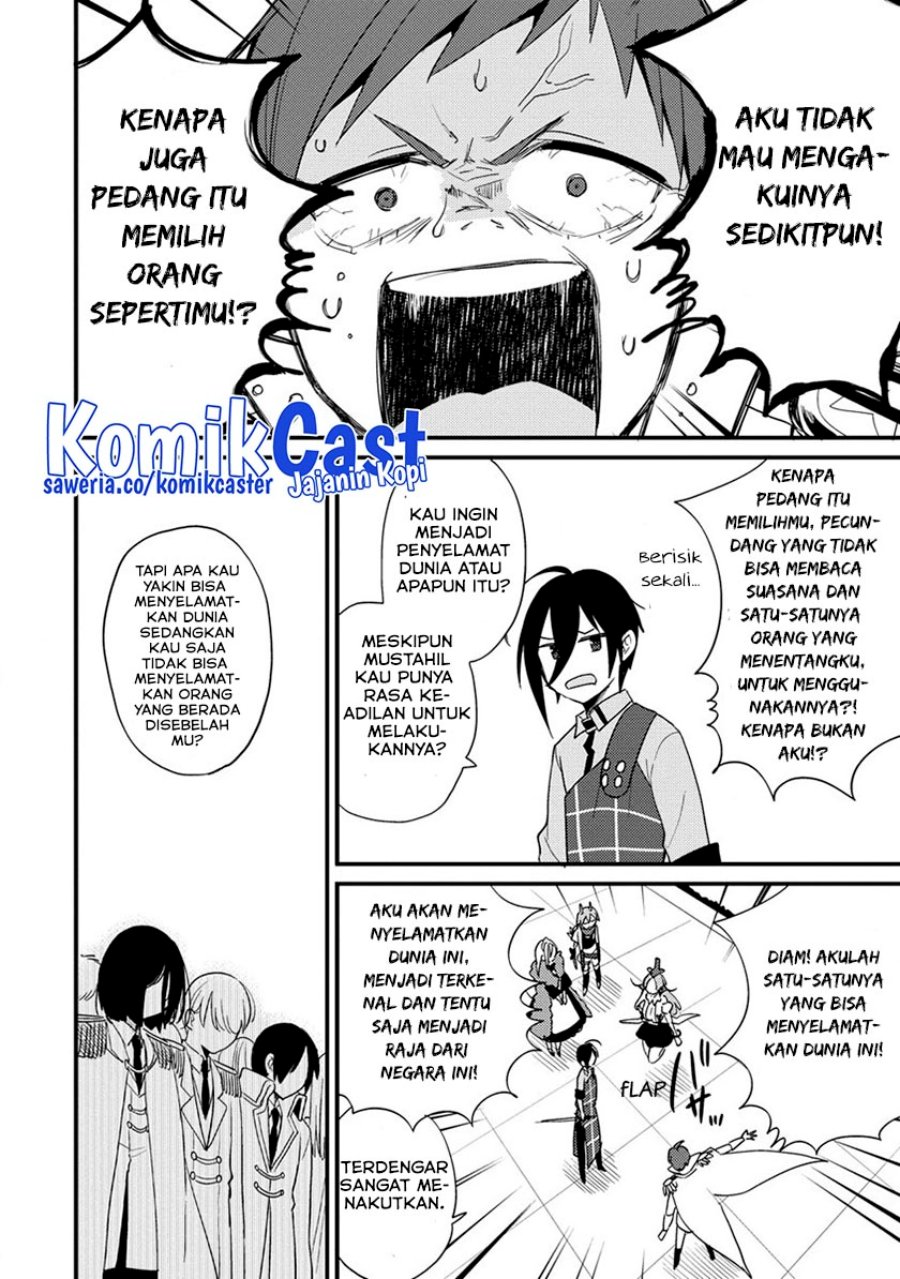 AKU TIDAK
MAU MENGA-
KUINYA
SEDIKITPUN!
KENAPA
JUGA
PEDANG ITU
MEMILIH
ORANG
SEPERTIMU!?
KomikCast
saweria.co/komikcaster Jajanin Kopi
KENAPA
PEDANG ITU
MEMILIHMU, PECUN-
DANG YANG TIDAK
BISA MEMBACA
SUASANA DAN
SATU-SATUNYA
ORANG YANG
MENENTANGKU,
UNTUK MENGGU-
NAKANNYA?!
KENAPA BUKAN
AKU!?
Berisik
sekali...
KAU INGIN
MENJADI
PENYELAMAT
DUNIA ATAU
APAPUN ITU?
MESKIPUN
MUSTAHIL
KAU PUNYA
RASA KE-
ADILAN UNTUK
MELAKU-
KANNYA?
TAPI APA KAU
YAKIN BISA
MENYELAMAT-
KAN DUNIA
SEDANGKAN
KAU SAJA
TIDAK BISA
MENYELAMAT-
KAN ORANG
YANG BERADA
DISEBELAH
MU?
DIAM! AKULAH
SATU-SATUNYA
YANG BISA
MENYELAMAT-
KAN DUNIA INI!
FLAP
AKU AKAN ME-
NYELAMATKAN
DUNIA INI,
MENJADI TERKE-
NAL DAN TENTU
SAJA MENJADI
RAJA DARI
NEGARA INI!
TERDENGAR
SANGAT ME-
NAKUTKAN.